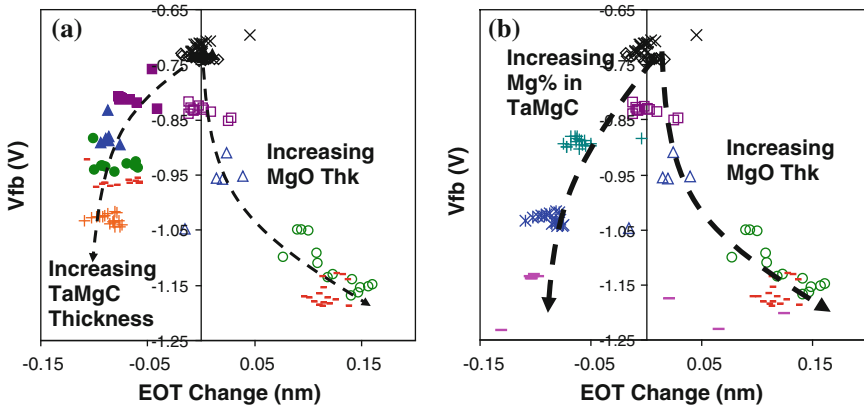 (a)
-0.65
-0.75
-0.85
-0.95
-1.05
-1.15
-1.25
Vfb (V)
Increasing
MgO Thk
Increasing
TaMgC
Thickness
-0.15
-0.05
0.05
0.15
EOT Change (nm)
(b)
-0.65
-0.75
-0.85
-0.95
-1.05
-1.15
-1.25
Vfb (V)
Increasing
Mg% in
TaMgC
Increasing
MgO Thk
-0.15
-0.05
0.05
0.15
EOT Change (nm)